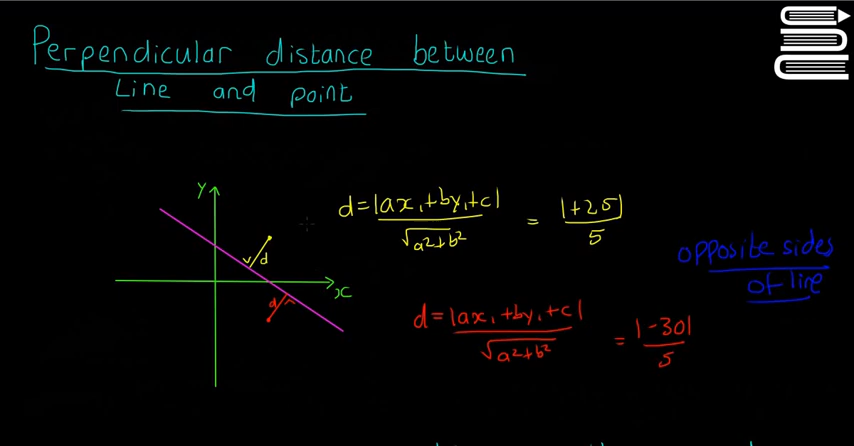 Perpendicular distance between
Line and point
y
d
x
d
d = |ax₁ + by₁ + c| / √a² + b² = |+25| / 5
opposite sides
of line
d = |ax₁ + by₁ + c| / √a² + b² = |-30| / 5